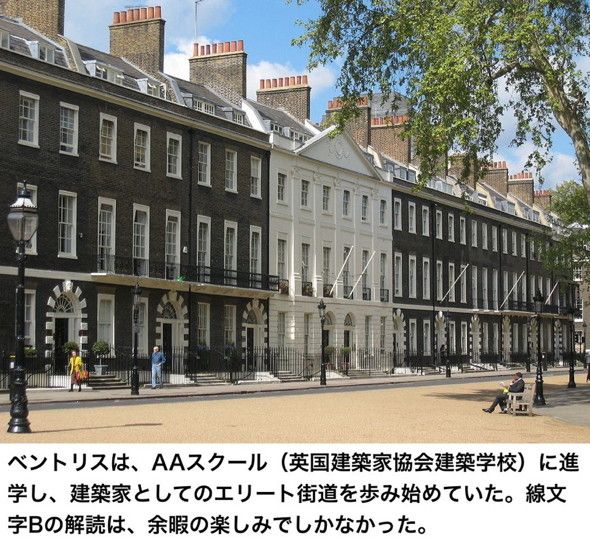 ベントリスは、AAスクール（英国建築家協会建築学校）に進
学し、建築家としてのエリート街道を歩み始めていた。線文
字Bの解読は、余暇の楽しみでしかなかった。